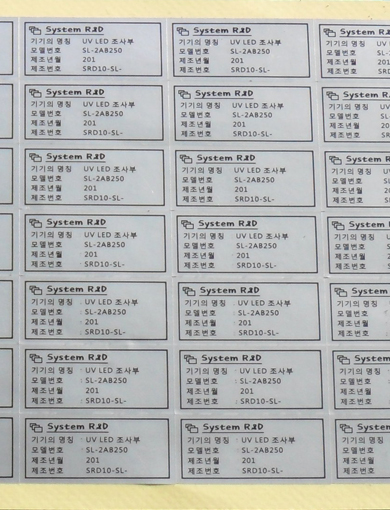 System R&D
기기의 명칭 UV LED 조사부
모델번호 SL-2AB250
제조년월 201
제조번호 SRD10-SL-
System R&D
기기의 명칭 UV LED 조사부
모델번호 SL-2AB250
제조년월 201
제조번호 SRD10-SL-
System
기기의 명칭 UV LED
모델번호
제조년월
제조번호
System R&D
기기의 명칭 : UV LED 조사부
모델번호 : SL-2AB250
제조년월 201
제조번호 : SRD10-SL-
System R&D
기기의 명칭 UV LED 조사부
모델번호 SL-2AB250
제조년월 201
제조번호 SRD10-SL-
System
기기의 명칭 UV LED
모델번호
제조년월
제조번호
System R&D
기기의 명칭 : UV LED 조사부
모델번호 : SL-2AB250
제조년월 201
제조번호 SRD10-SL-
System R&D
기기의 명칭 UV LED 조사부
모델번호 SL-2AB250
제조년월 201
제조번호 SRD10-SL-
System
기기의 명칭 UV
모델번호
제조년월
제조번호
System R&D
기기의 명칭 : UV LED 조사부
모델번호 : SL-2AB250
제조년월 201
제조번호 : SRD10-SL-
System R&D
기기의 명칭 UV LED 조사부
모델번호 SL-2AB250
제조년월 201
제조번호 SRD10-SL-
System
기기의 명칭 UV
모델번호
제조년월
제조번호
System R&D
기기의 명칭 : UV LED 조사부
모델번호 : SL-2AB250
제조년월 201
제조번호 : SRD10-SL-
System R&D
기기의 명칭 : UV LED 조사부
모델번호 : SL-2AB250
제조년월 201
제조번호 SRD10-SL-
System
기기의 명칭 UV
모델번호
제조년월
제조번호
System R&D
기기의 명칭 : UV LED 조사부
모델번호 : SL-2AB250
제조년월 201
제조번호 : SRD10-SL-
System R&D
기기의 명칭 : UV LED 조사부
모델번호 : SL-2AB250
제조년월 201
제조번호 SRD10-SL-
System
기기의 명칭
모델번호
제조년월
제조번호
System R&D
기기의 명칭 : UV LED 조사부
모델번호 : SL-2AB250
제조년월 201
제조번호 : SRD10-SL-
System R&D
기기의 명칭 : UV LED 조사부
모델번호 : SL-2AB250
제조년월 201
제조번호 SRD10-SL-
System
기기의 명칭
모델번호
제조년월
제조번호